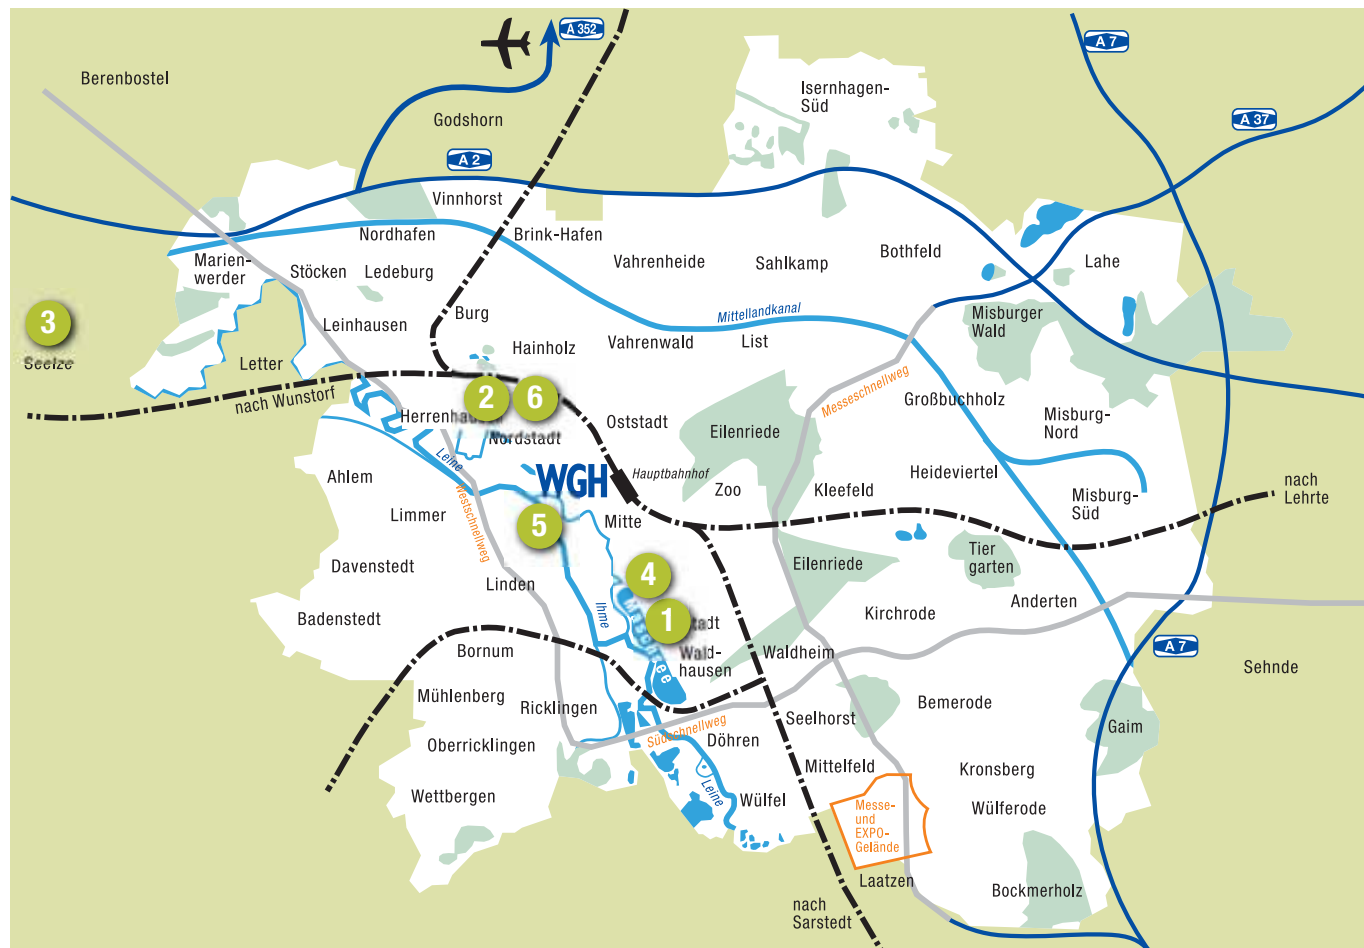 A 352
A 7
Berenbostel
Isernhagen-
Süd
Godshorn
A 37
A 2
Vinnhorst
Nordhafen
Brink-Hafen
Marien-
werder
Stöcken
Ledeburg
Vahrenheide
Sahlkamp
Bothfeld
Lahe
3
Seelze
Leinhausen
Burg
Mittellandkanal
Misburger
Wald
Letter
Hainholz
Vahrenwald
List
nach Wunstorf
2
6
Messeschnellweg
Großbuchholz
Herrenhausen
Nordstadt
Oststadt
Eilenriede
Misburg-
Nord
Leine
Ahlem
WGH
Hauptbahnhof
Zoo
Kleefeld
Heideviertel
Misburg-
Süd
nach
Lehrte
Westschnellweg
Limmer
5
Mitte
Davenstedt
Linden
4
Eilenriede
Tier
garten
Badenstedt
Ihme
Maschsee
1
stadt
Kirchrode
Anderten
Bornum
Wald-
hausen
Waldheim
A 7
Sehnde
Mühlenberg
Ricklingen
Seelhorst
Bemerode
Oberricklingen
Südschnellweg
Döhren
Gaim
Mittelfeld
Kronsberg
Wettbergen
Leine
Wülfel
Messe-
und
EXPO-
Gelände
Wülferode
Laatzen
Bockmerholz
nach
Sarstedt